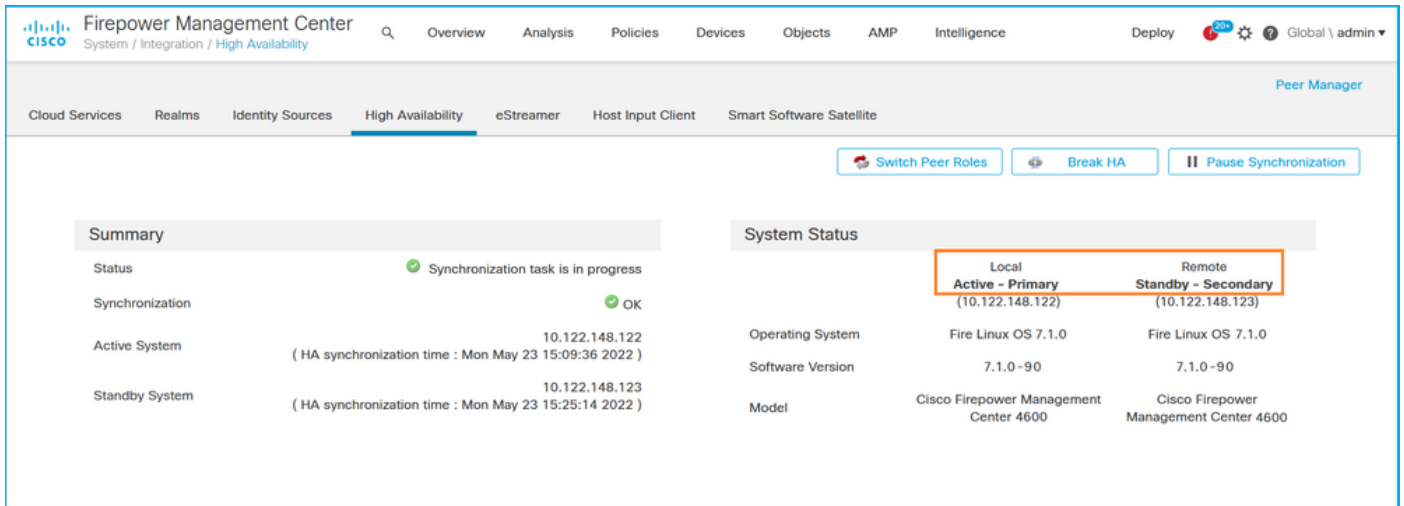 Firepower Management Center
CISCO System / Integration / High Availability
Overview Analysis Policies Devices Objects AMP Intelligence Deploy 20+ ? Global \ admin
Peer Manager
Cloud Services Realms Identity Sources High Availability eStreamer Host Input Client Smart Software Satellite
Switch Peer Roles Break HA Pause Synchronization
Summary
Status Synchronization task is in progress
Synchronization OK
Active System 10.122.148.122
( HA synchronization time : Mon May 23 15:09:36 2022 )
Standby System 10.122.148.123
( HA synchronization time : Mon May 23 15:25:14 2022 )
System Status
Local Remote
Active - Primary Standby - Secondary
(10.122.148.122) (10.122.148.123)
Operating System Fire Linux OS 7.1.0 Fire Linux OS 7.1.0
Software Version 7.1.0-90 7.1.0-90
Model Cisco Firepower Management Cisco Firepower
Center 4600 Management Center 4600